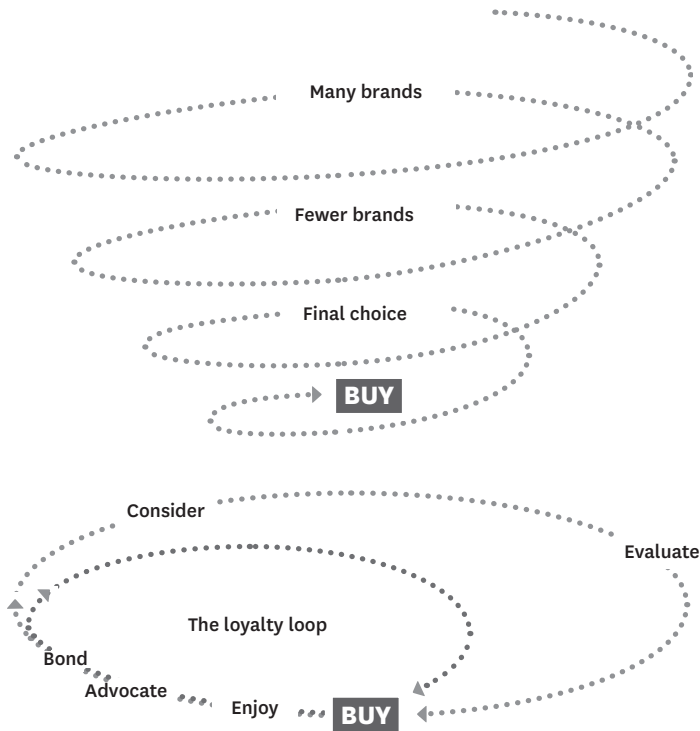 Many brands
Fewer brands
Final choice
BUY
Consider
Evaluate
The loyalty loop
Bond
Advocate
Enjoy
BUY